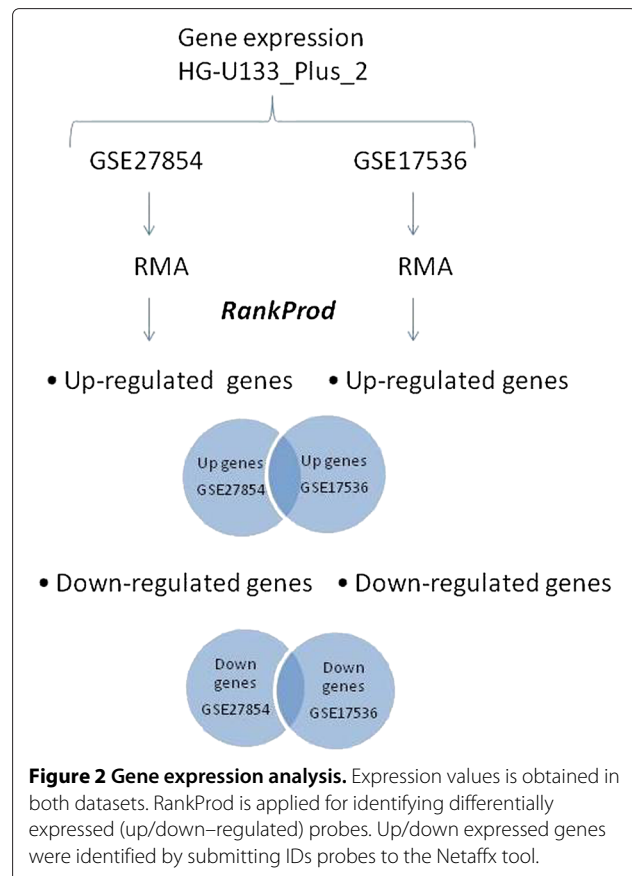 Gene expression
HG-U133_Plus_2
GSE27854 GSE17536
RMA RMA
RankProd
• Up-regulated genes • Up-regulated genes
Up genes
GSE27854
Up genes
GSE17536
• Down-regulated genes • Down-regulated genes
Down
genes
GSE27854
Down
genes
GSE17536
Figure 2 Gene expression analysis. Expression values is obtained in
both datasets. RankProd is applied for identifying differentially
expressed (up/down–regulated) probes. Up/down expressed genes
were identified by submitting IDs probes to the Netaffx tool.